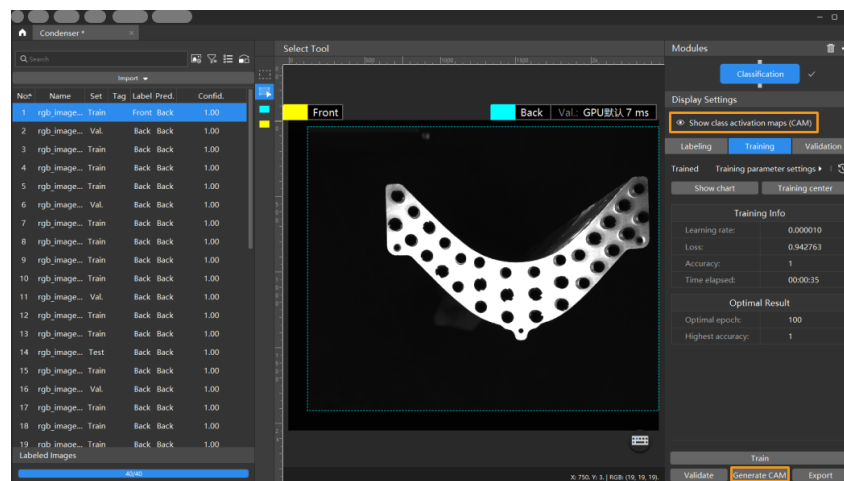 Condenser *
Select Tool
Modules
Search
Import
Classification
No. Name Set Tag Label Pred. Confid.
Display Settings
Show class activation maps (CAM)
Labeling Training Validation
Trained Training parameter settings
Show chart Training center
Training Info
Learning rate: 0.000010
Loss: 0.942763
Accuracy: 1
Time elapsed: 00:00:35
Optimal Result
Optimal epoch: 100
Highest accuracy: 1
Front
Back Val.: GPU默认 7 ms
1 rgb_image... Train Front Back 1.00
2 rgb_image... Val. Back Back 1.00
3 rgb_image... Train Back Back 1.00
4 rgb_image... Train Back Back 1.00
5 rgb_image... Train Back Back 1.00
6 rgb_image... Val. Back Back 1.00
7 rgb_image... Train Back Back 1.00
8 rgb_image... Train Back Back 1.00
9 rgb_image... Train Back Back 1.00
10 rgb_image... Train Back Back 1.00
11 rgb_image... Val. Back Back 1.00
12 rgb_image... Train Back Back 1.00
13 rgb_image... Train Back Back 1.00
14 rgb_image... Test Back Back 1.00
15 rgb_image... Train Back Back 1.00
16 rgb_image... Val. Back Back 1.00
17 rgb_image... Train Back Back 1.00
18 rgb_image... Train Back Back 1.00
19 rgb_image... Train Back Back 1.00
Labeled Images
40/40
X: 750, Y: 3, | RGB: (19, 19, 19).
Train
Validate Generate CAM Export